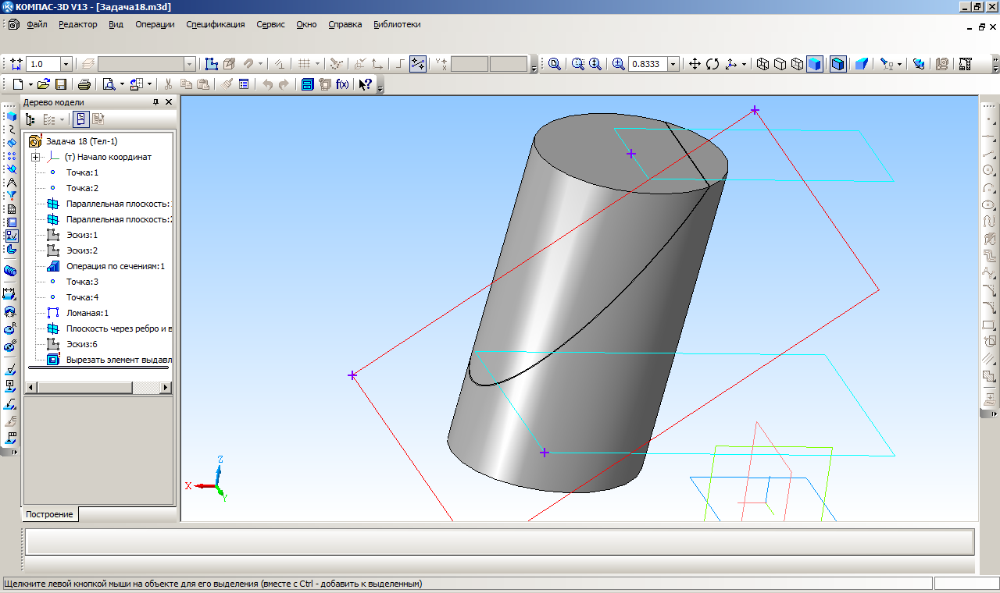 КОМПАС-3D V13 - [Задача18.m3d]
Файл Редактор Вид Операции Спецификация Сервис Окно Справка Библиотеки
1.0
0.8333
f(x)
Дерево модели
Задача 18 (Тел-1)
(т) Начало координат
Точка:1
Точка:2
Параллельная плоскость:
Параллельная плоскость:2
Эскиз:1
Эскиз:2
Операция по сечениям:1
Точка:3
Точка:4
Ломаная:1
Плоскость через ребро и в
Эскиз:6
Вырезать элемент выдавл
Z
X
Y
Построение
Щелкните левой кнопкой мыши на объекте для его выделения (вместе с Ctrl - добавить к выделенным)